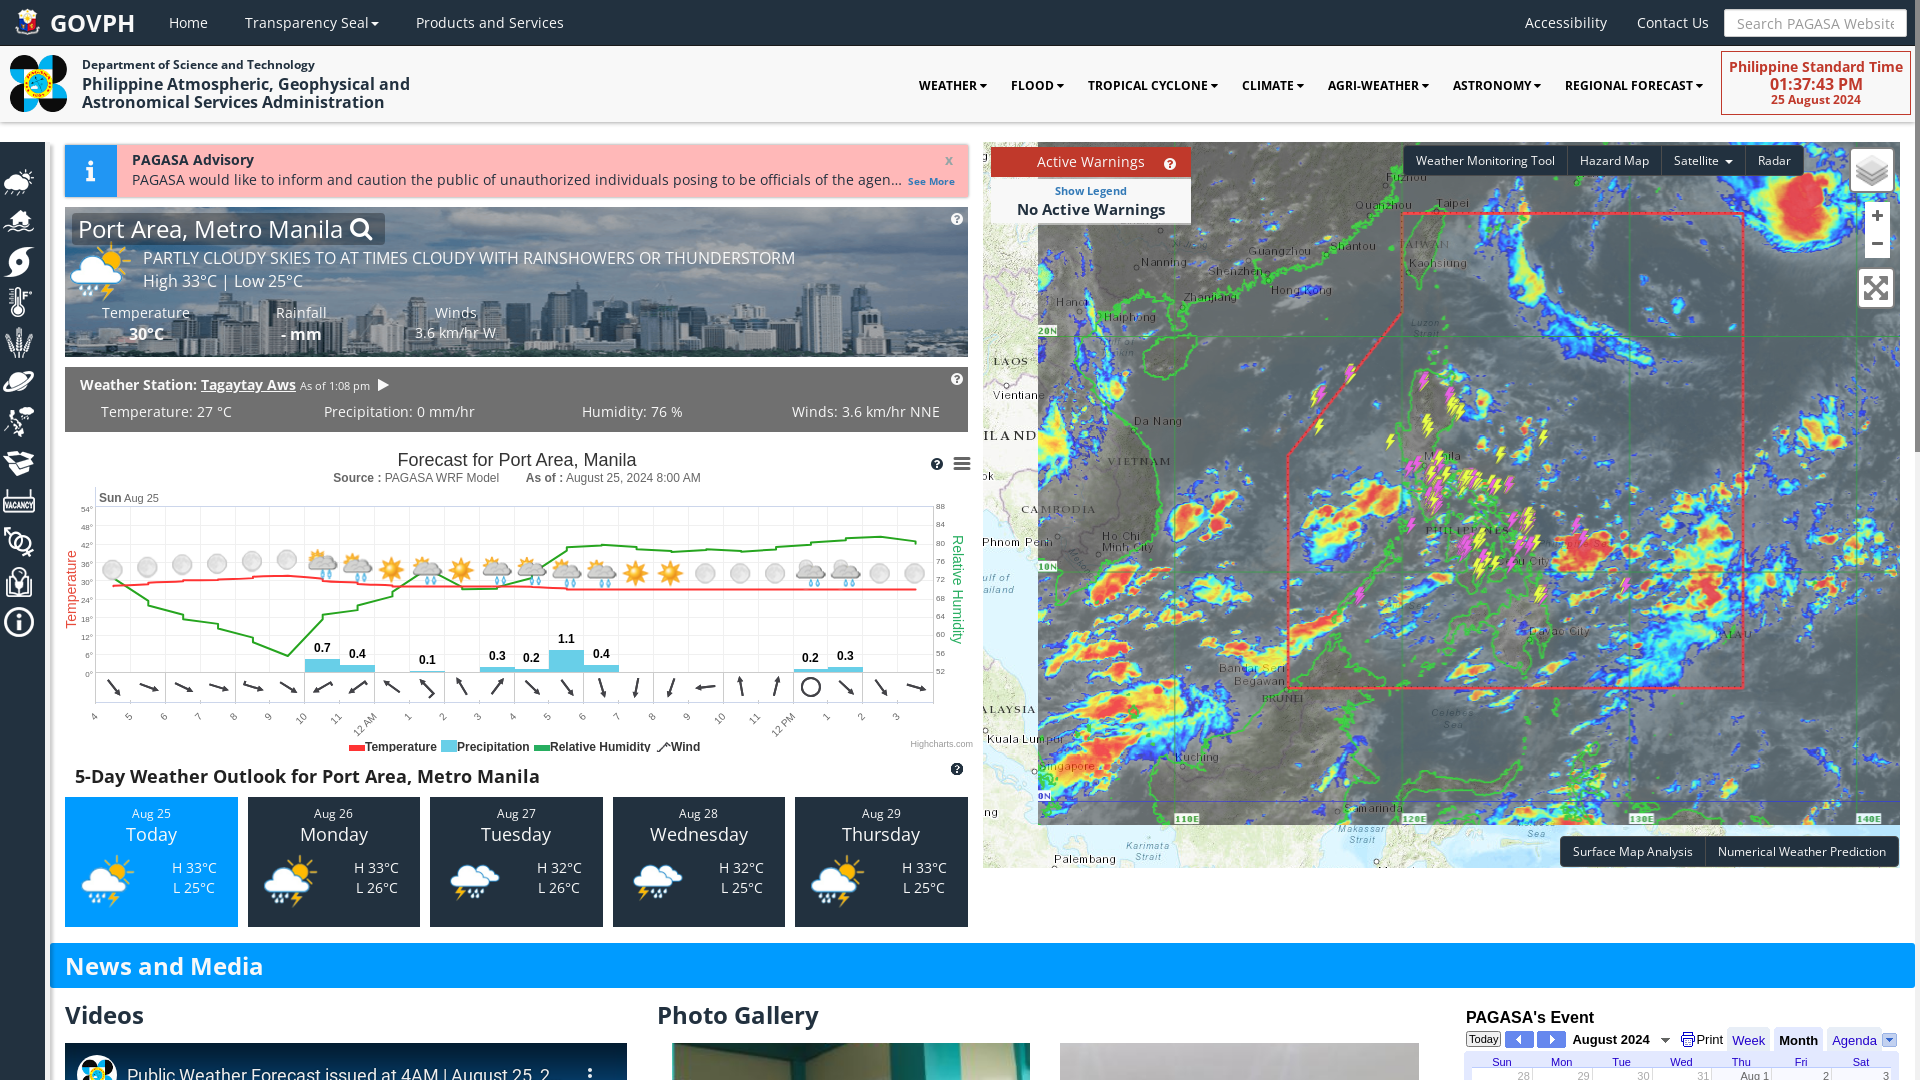 GOVPH
Home
Transparency Seal
Products and Services
Accessibility
Contact Us
Search PAGASA Website
Department of Science and Technology
Philippine Atmospheric, Geophysical and
Astronomical Services Administration
WEATHER
FLOOD
TROPICAL CYCLONE
CLIMATE
AGRI-WEATHER
ASTRONOMY
REGIONAL FORECAST
Philippine Standard Time
01:37:43 PM
25 August 2024
PAGASA Advisory
x
PAGASA would like to inform and caution the public of unauthorized individuals posing to be officials of the agen... See More
Port Area, Metro Manila
PARTLY CLOUDY SKIES TO AT TIMES CLOUDY WITH RAINSHOWERS OR THUNDERSTORM
High 33°C | Low 25°C
Temperature
Rainfall
Winds
30°C
- mm
3.6 km/hr W
Weather Station: Tagaytay Aws As of 1:08 pm
Temperature: 27 °C
Precipitation: 0 mm/hr
Humidity: 76 %
Winds: 3.6 km/hr NNE
Forecast for Port Area, Manila
Source : PAGASA WRF Model As of : August 25, 2024 8:00 AM
Sun Aug 25
Temperature
54°
48°
42°
36°
30°
24°
18°
12°
6°
0°
Relative Humidity
88
84
80
76
72
68
64
60
56
52
0.7
0.4
0.1
0.3
0.2
1.1
0.4
0.2
0.3
4 5 6 7 8 9 10 11 12 AM 1 2 3 4 5 6 7 8 9 10 11 12 PM 1 2 3
Temperature Precipitation Relative Humidity Wind
Highcharts.com
5-Day Weather Outlook for Port Area, Metro Manila
Aug 25
Today
H 33°C
L 25°C
Aug 26
Monday
H 33°C
L 26°C
Aug 27
Tuesday
H 32°C
L 26°C
Aug 28
Wednesday
H 32°C
L 25°C
Aug 29
Thursday
H 33°C
L 25°C
VACANCY
Active Warnings
Show Legend
No Active Warnings
Weather Monitoring Tool
Hazard Map
Satellite
Radar
+
−
Fuzhou
Quanzhou
Taipei
Guangzhou
Shantou
TAIWAN
Nanning
Shenzhen
Kaohsiung
Hanoi
Zhanjiang
Hong Kong
Haiphong
20N
Luzon
Strait
LAOS
Vientiane
Da Nang
ILAND
VIETNAM
Manila
ok
CAMBODIA
PHILIPPINES
Phnom Penh
Ho Chi
Minh City
Cebu City
10N
ulf of
ailand
Davao City
PALAU
Bandar Seri
Begawan
BRUNEI
ALAYSIA
Celebes
Sea
Kuala Lumpur
Kuching
Singapore
0N
Samarinda
ng
110E
120E
130E
140E
Makassar
Strait
Sea
Karimata
Strait
Palembang
Surface Map Analysis
Numerical Weather Prediction
News and Media
Videos
Photo Gallery
PAGASA's Event
Public Weather Forecast issued at 4AM | August 25, 2
Today
August 2024
Print
Week
Month
Agenda
Sun Mon Tue Wed Thu Fri Sat
28 29 30 31 Aug 1 2 3